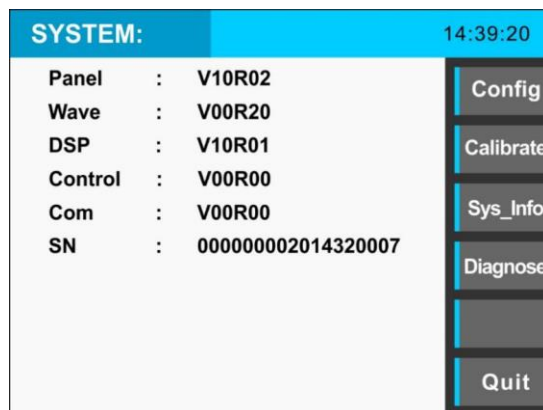 SYSTEM: 14:39:20
Panel : V10R02
Wave : V00R20
DSP : V10R01
Control : V00R00
Com : V00R00
SN : 000000002014320007
Config
Calibrate
Sys_Info
Diagnose
Quit